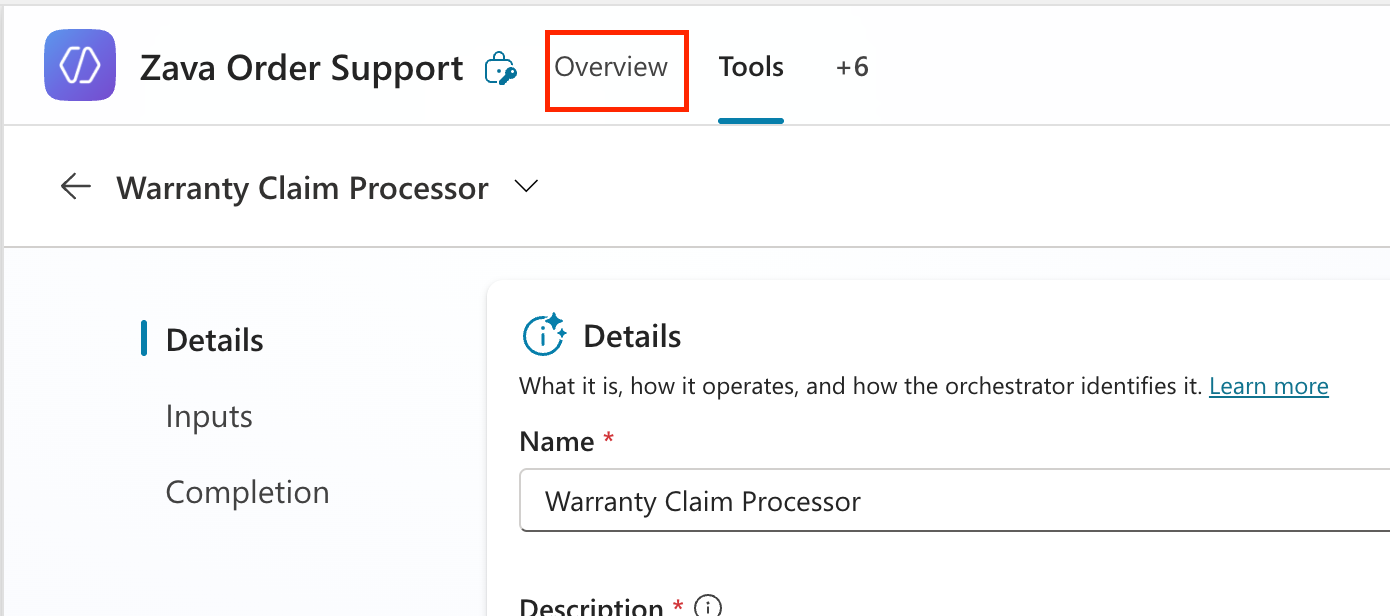 Zava Order Support Overview Tools +6
Warranty Claim Processor
Details
Inputs
Completion
Details
What it is, how it operates, and how the orchestrator identifies it. Learn more
Name *
Warranty Claim Processor
Description *